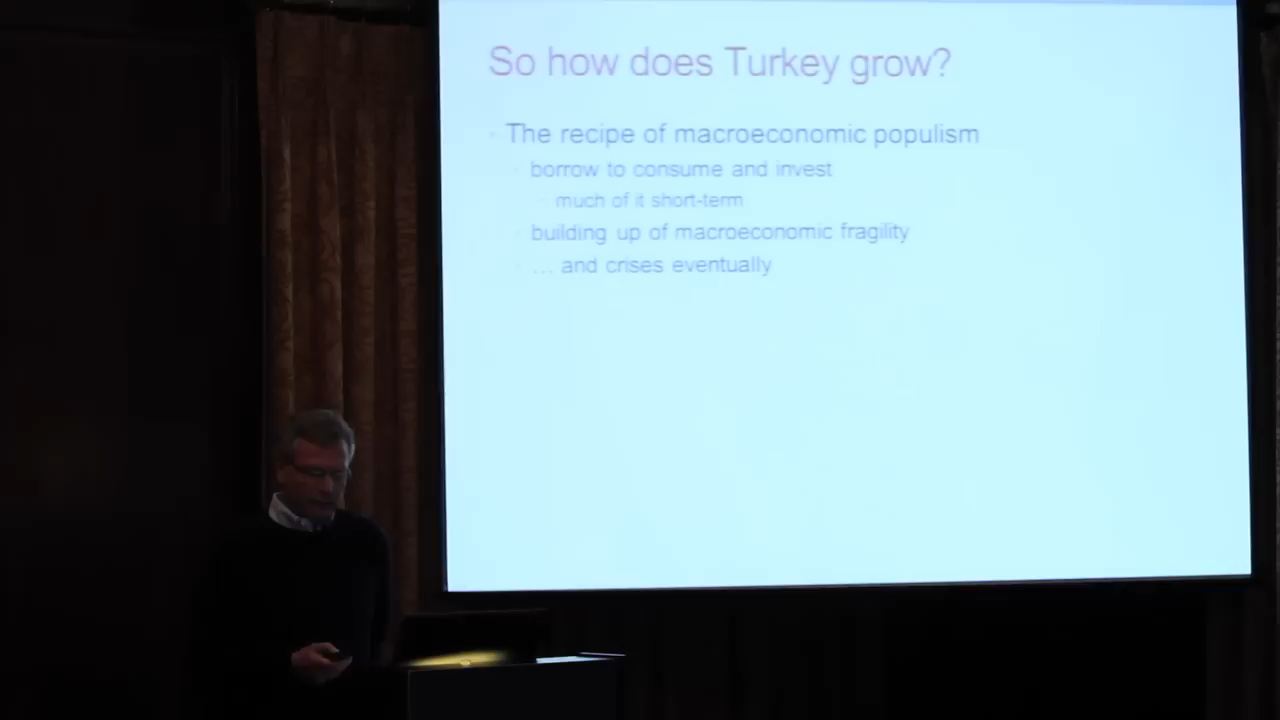 So how does Turkey grow?
The recipe of macroeconomic populism
borrow to consume and invest
much of it short-term
building up of macroeconomic fragility
… and crises eventually